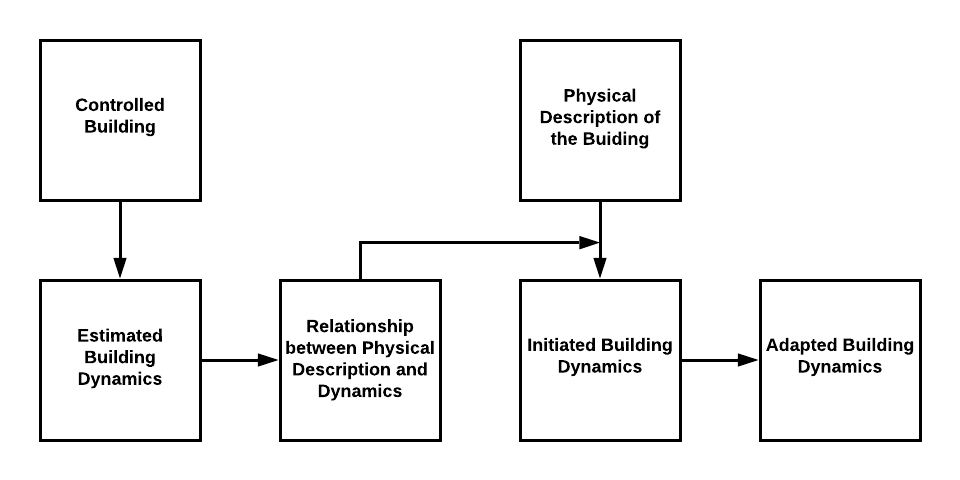 Controlled
Building
Physical
Description of
the Buiding
Estimated
Building
Dynamics
Relationship
between Physical
Description and
Dynamics
Initiated Building
Dynamics
Adapted Building
Dynamics